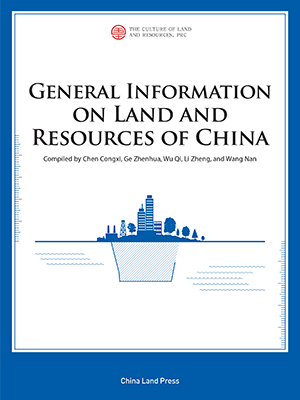 THE CULTURE OF LAND
AND RESOURCES, PRC
GENERAL INFORMATION
ON LAND AND
RESOURCES OF CHINA
Compiled by Chen Congxi, Ge Zhenhua, Wu Qi, Li Zheng, and Wang Nan
China Land Press